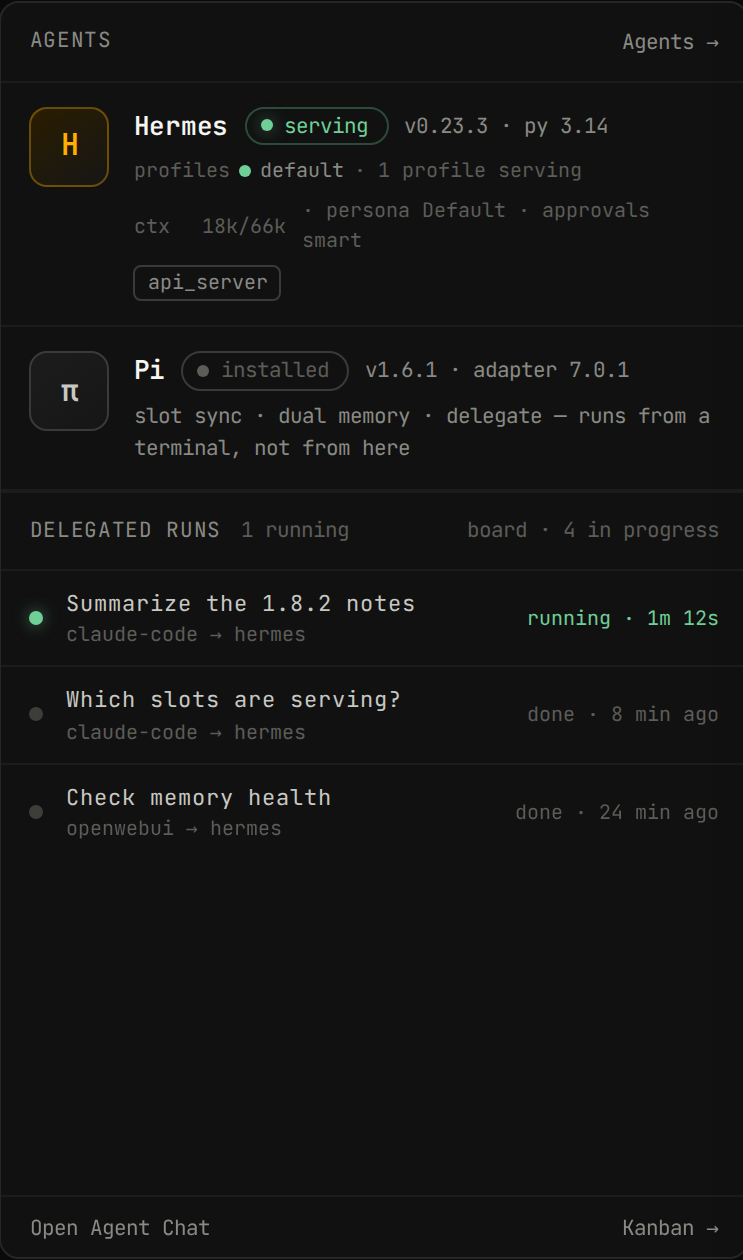 AGENTS Agents →
H Hermes serving v0.23.3 · py 3.14
profiles default · 1 profile serving
ctx 18k/66k · persona Default · approvals
smart
api_server
π Pi installed v1.6.1 · adapter 7.0.1
slot sync · dual memory · delegate — runs from a
terminal, not from here
DELEGATED RUNS 1 running board · 4 in progress
Summarize the 1.8.2 notes
claude-code → hermes
running · 1m 12s
Which slots are serving?
claude-code → hermes
done · 8 min ago
Check memory health
openwebui → hermes
done · 24 min ago
Open Agent Chat Kanban →